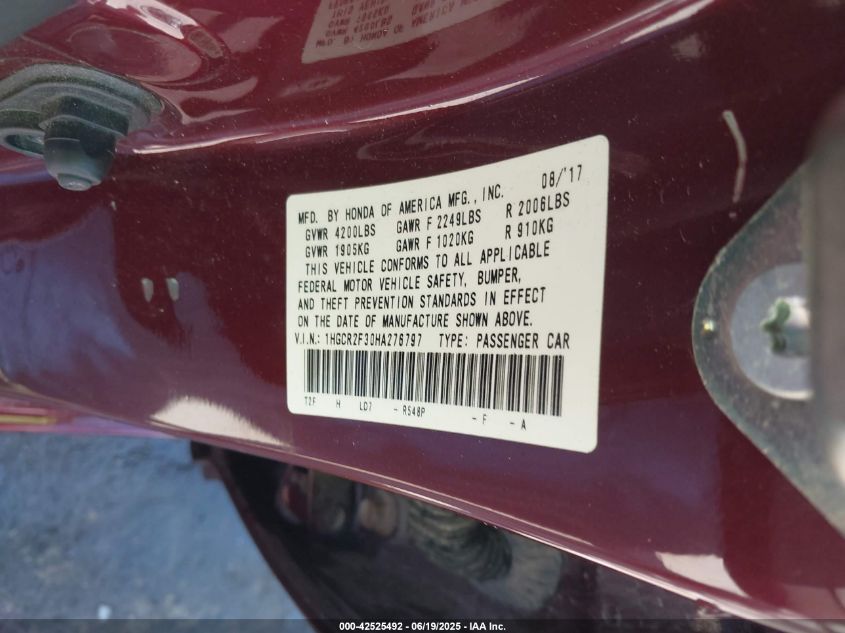 MFD. BY HONDA OF AMERICA MFG., INC. 08/'17
GVWR 4200LBS GAWR F 2249LBS R 2006LBS
GVWR 1905KG GAWR F 1020KG R 910KG
THIS VEHICLE CONFORMS TO ALL APPLICABLE
FEDERAL MOTOR VEHICLE SAFETY, BUMPER,
AND THEFT PREVENTION STANDARDS IN EFFECT
ON THE DATE OF MANUFACTURE SHOWN ABOVE.
V.I.N.: 1HGCR2F30HA276797 TYPE: PASSENGER CAR
T2F H LD7 - R548P - F - A
000-42525492 / 06/19/2025 - IAA Inc.